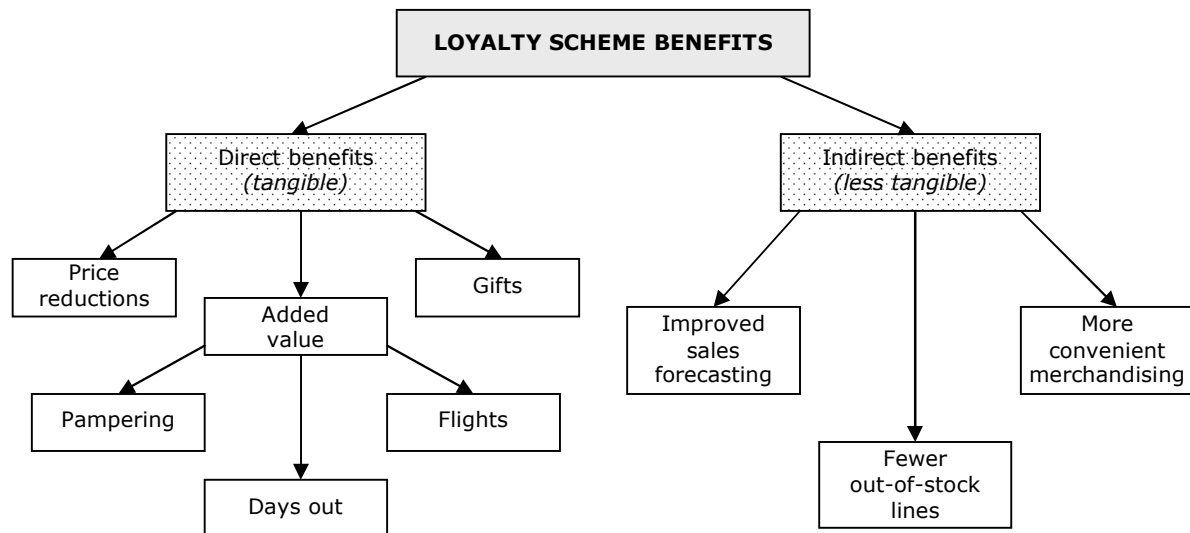 LOYALTY SCHEME BENEFITS
Direct benefits
(tangible)
Indirect benefits
(less tangible)
Price
reductions
Gifts
Added
value
Improved
sales
forecasting
More
convenient
merchandising
Pampering
Flights
Days out
Fewer
out-of-stock
lines